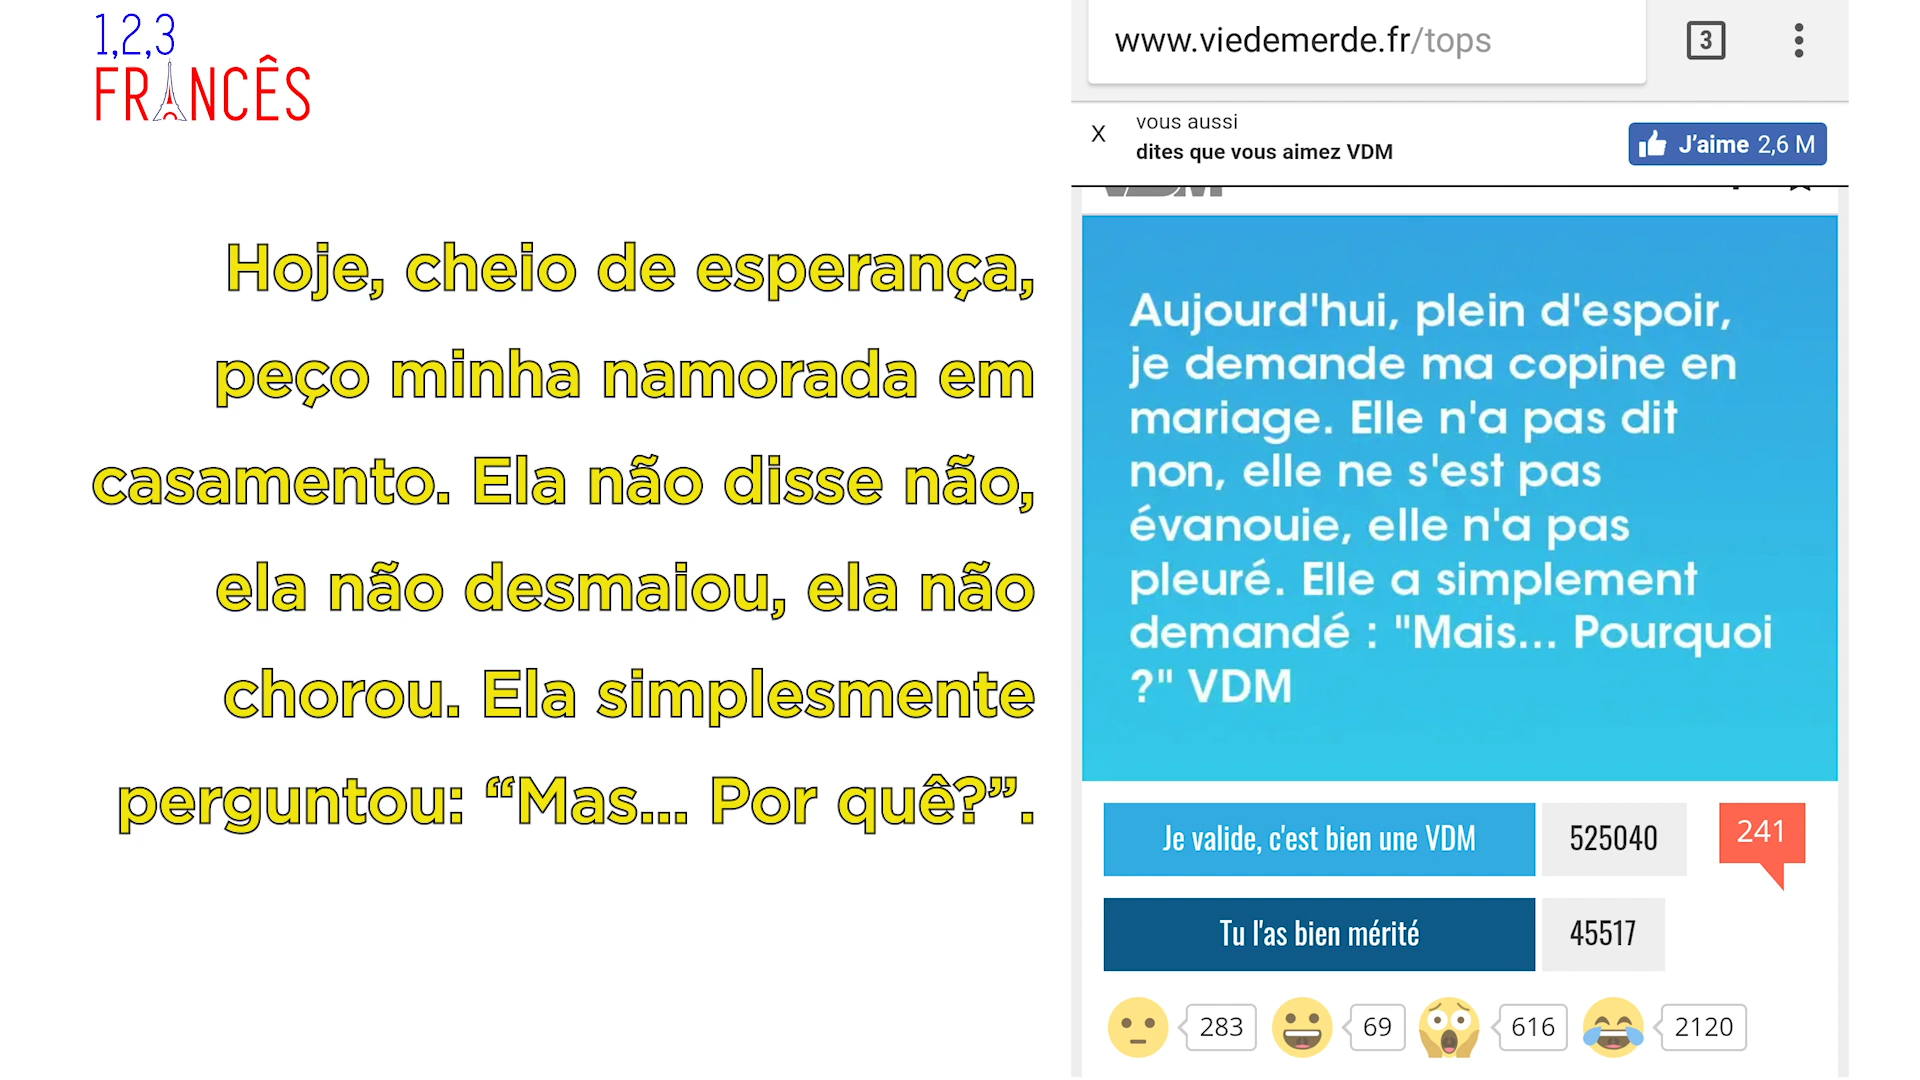 1,2,3
FRANCÊS
Hoje, cheio de esperança,
peço minha namorada em
casamento. Ela não disse não,
ela não desmaiou, ela não
chorou. Ela simplesmente
perguntou: “Mas... Por quê?”.
www.viedemerde.fr/tops
3
X
vous aussi
dites que vous aimez VDM
J'aime 2,6 M
Aujourd'hui, plein d'espoir,
je demande ma copine en
mariage. Elle n'a pas dit
non, elle ne s'est pas
évanouie, elle n'a pas
pleuré. Elle a simplement
demandé : "Mais... Pourquoi
?" VDM
Je valide, c'est bien une VDM
525040
241
Tu l'as bien mérité
45517
283
69
616
2120